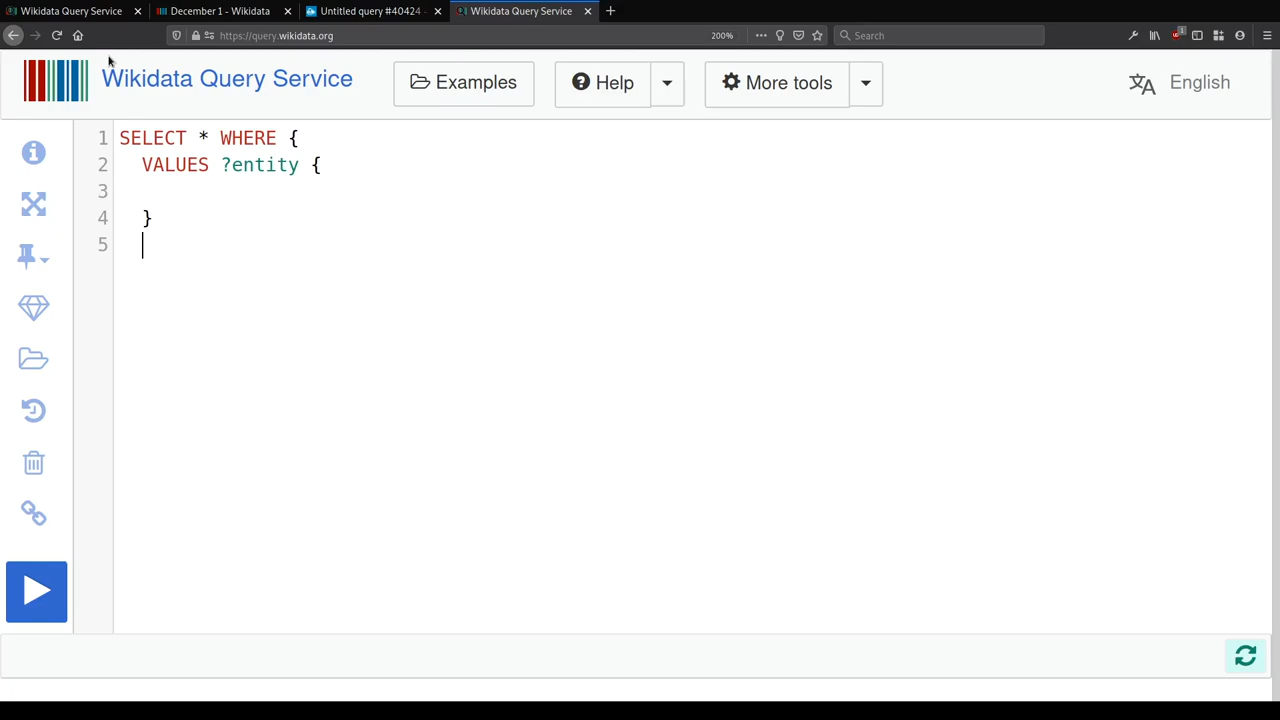 Wikidata Query Service
December 1 - Wikidata
Untitled query #40424 -
Wikidata Query Service
https://query.wikidata.org
200%
Search
1
Wikidata Query Service
Examples
Help
More tools
English
1 SELECT * WHERE {
2 VALUES ?entity {
3
4 }
5